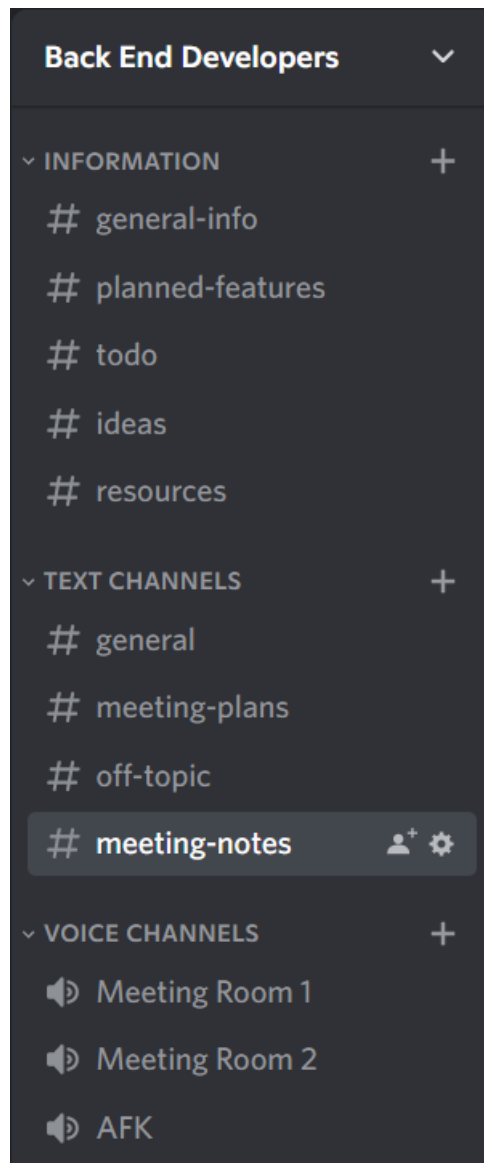 Back End Developers
INFORMATION
# general-info
# planned-features
# todo
# ideas
# resources
TEXT CHANNELS
# general
# meeting-plans
# off-topic
# meeting-notes
VOICE CHANNELS
Meeting Room 1
Meeting Room 2
AFK